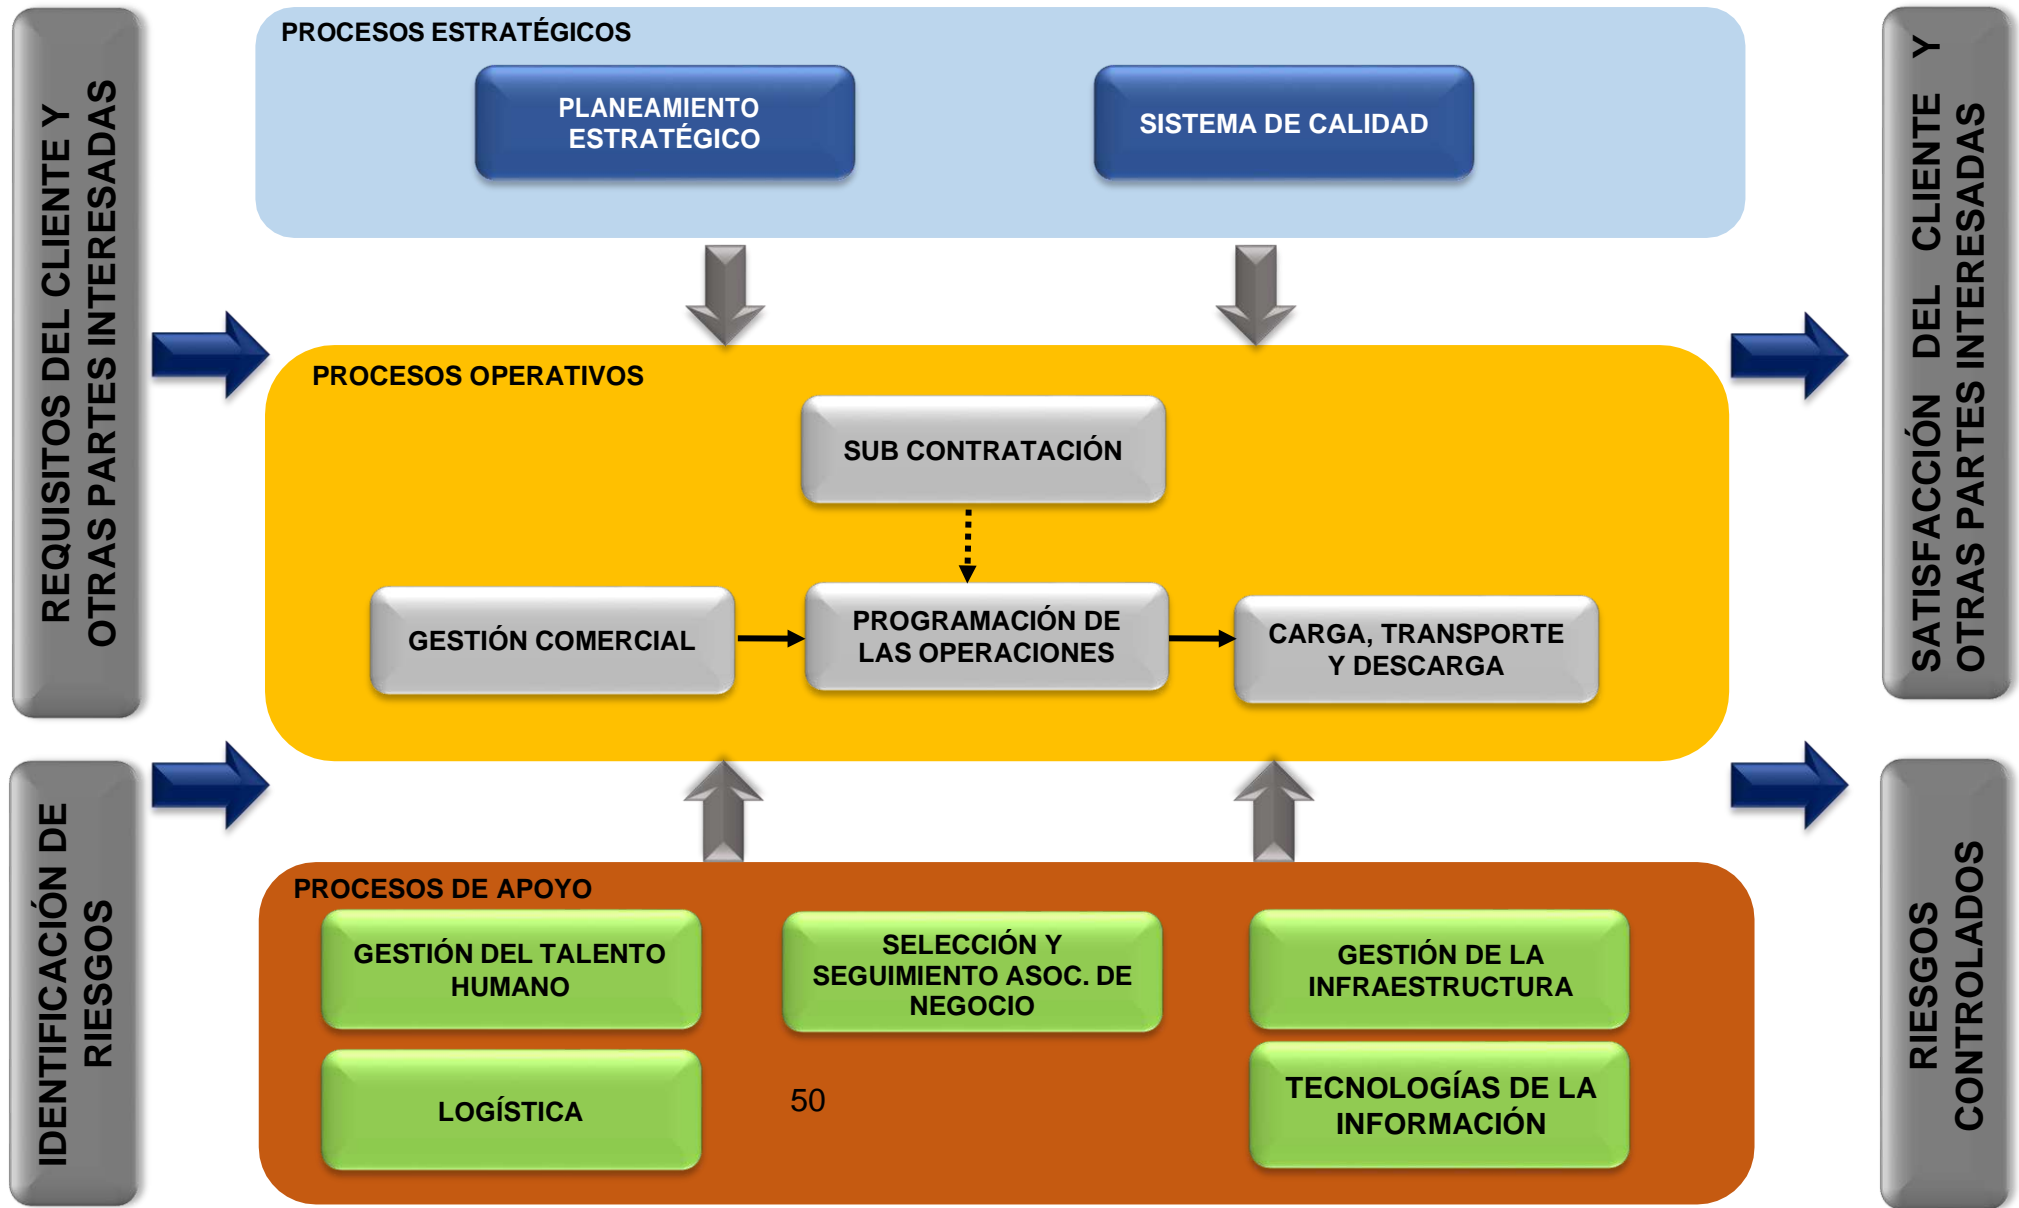 REQUISITOS DEL CLIENTE Y
OTRAS PARTES INTERESADAS
IDENTIFICACIÓN DE
RIESGOS
PROCESOS ESTRATÉGICOS
PLANEAMIENTO
ESTRATÉGICO
SISTEMA DE CALIDAD
PROCESOS OPERATIVOS
SUB CONTRATACIÓN
GESTIÓN COMERCIAL
PROGRAMACIÓN DE
LAS OPERACIONES
CARGA, TRANSPORTE
Y DESCARGA
PROCESOS DE APOYO
GESTIÓN DEL TALENTO
HUMANO
SELECCIÓN Y
SEGUIMIENTO ASOC. DE
NEGOCIO
GESTIÓN DE LA
INFRAESTRUCTURA
LOGÍSTICA
50
TECNOLOGÍAS DE LA
INFORMACIÓN
SATISFACCIÓN DEL CLIENTE Y
OTRAS PARTES INTERESADAS
RIESGOS
CONTROLADOS